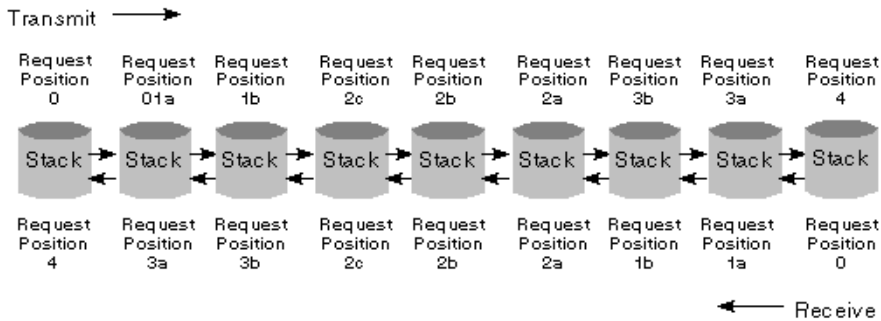 Transmit
Request Request Request Request Request Request Request Request Request
Position Position Position Position Position Position Position Position Position
0 01a 1b 2c 2b 2a 3b 3a 4
Stack Stack Stack Stack Stack Stack Stack Stack Stack
Request Request Request Request Request Request Request Request Request
Position Position Position Position Position Position Position Position Position
4 3a 3b 2c 2b 2a 1b 1a 0
Receive